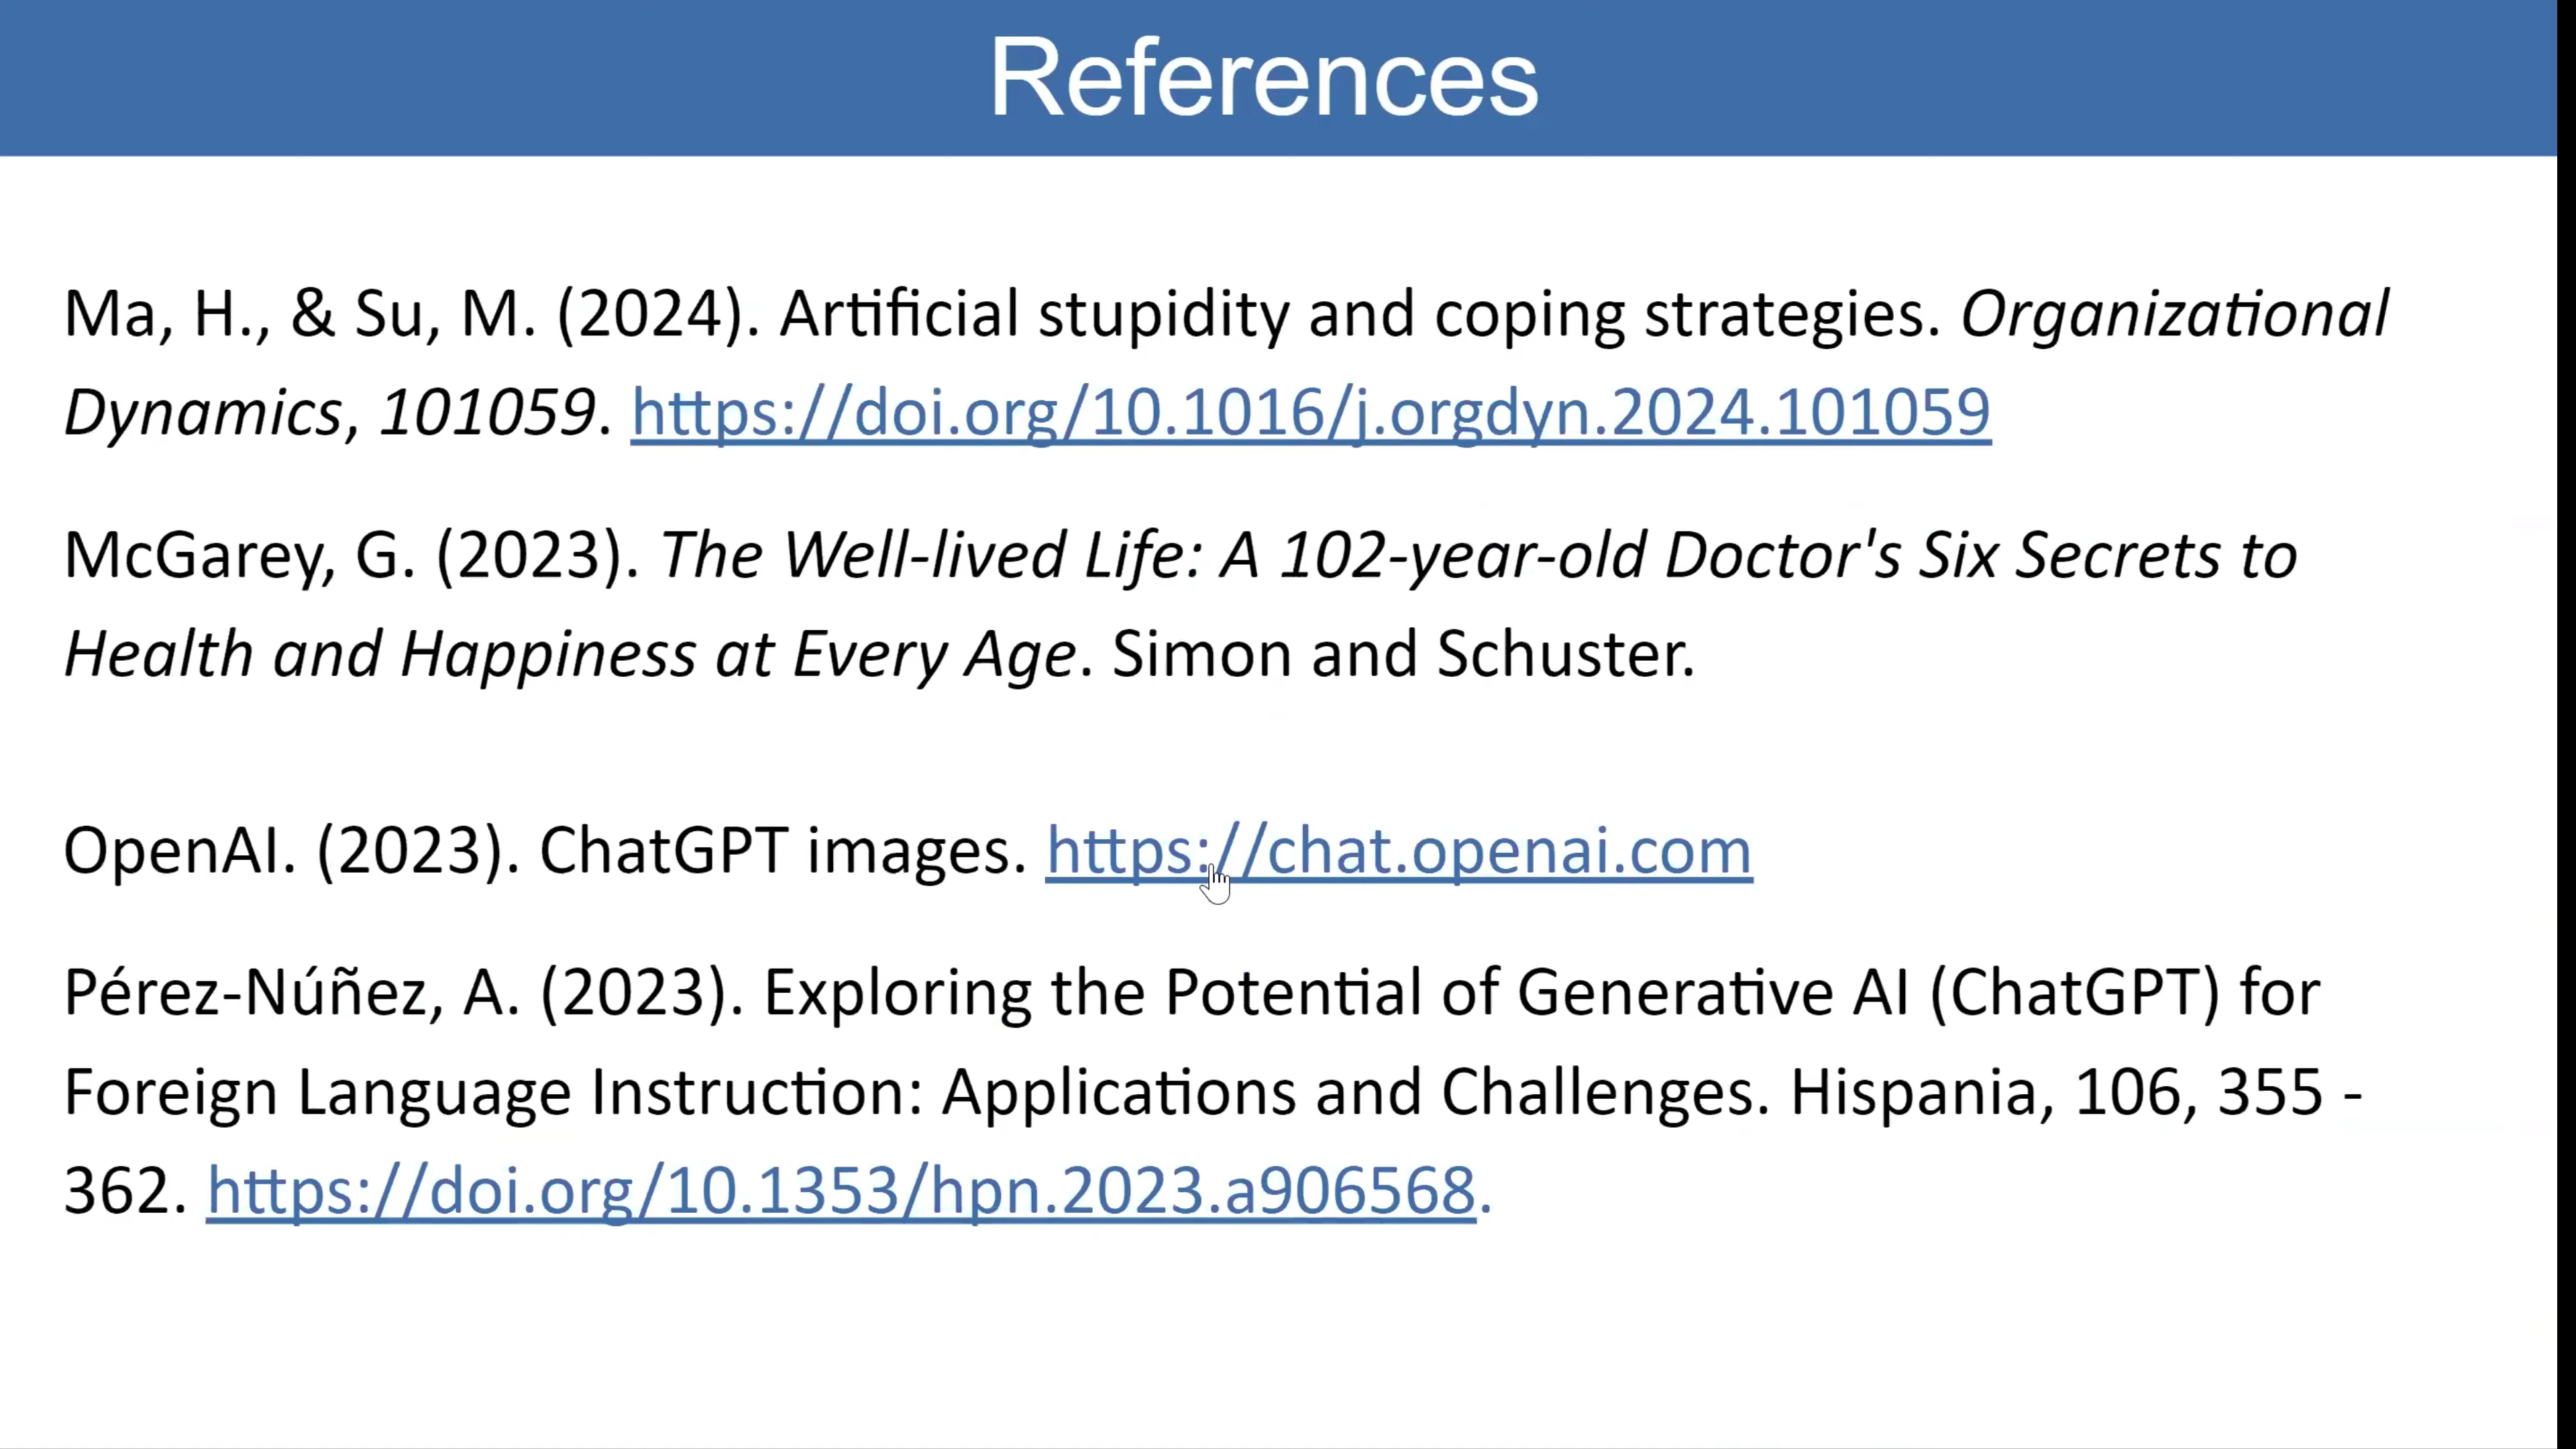 References
Ma, H., & Su, M. (2024). Artificial stupidity and coping strategies. Organizational
Dynamics, 101059. https://doi.org/10.1016/j.orgdyn.2024.101059
McGarey, G. (2023). The Well-lived Life: A 102-year-old Doctor's Six Secrets to
Health and Happiness at Every Age. Simon and Schuster.
OpenAI. (2023). ChatGPT images. https://chat.openai.com
Pérez-Núñez, A. (2023). Exploring the Potential of Generative AI (ChatGPT) for
Foreign Language Instruction: Applications and Challenges. Hispania, 106, 355 -
362. https://doi.org/10.1353/hpn.2023.a906568.